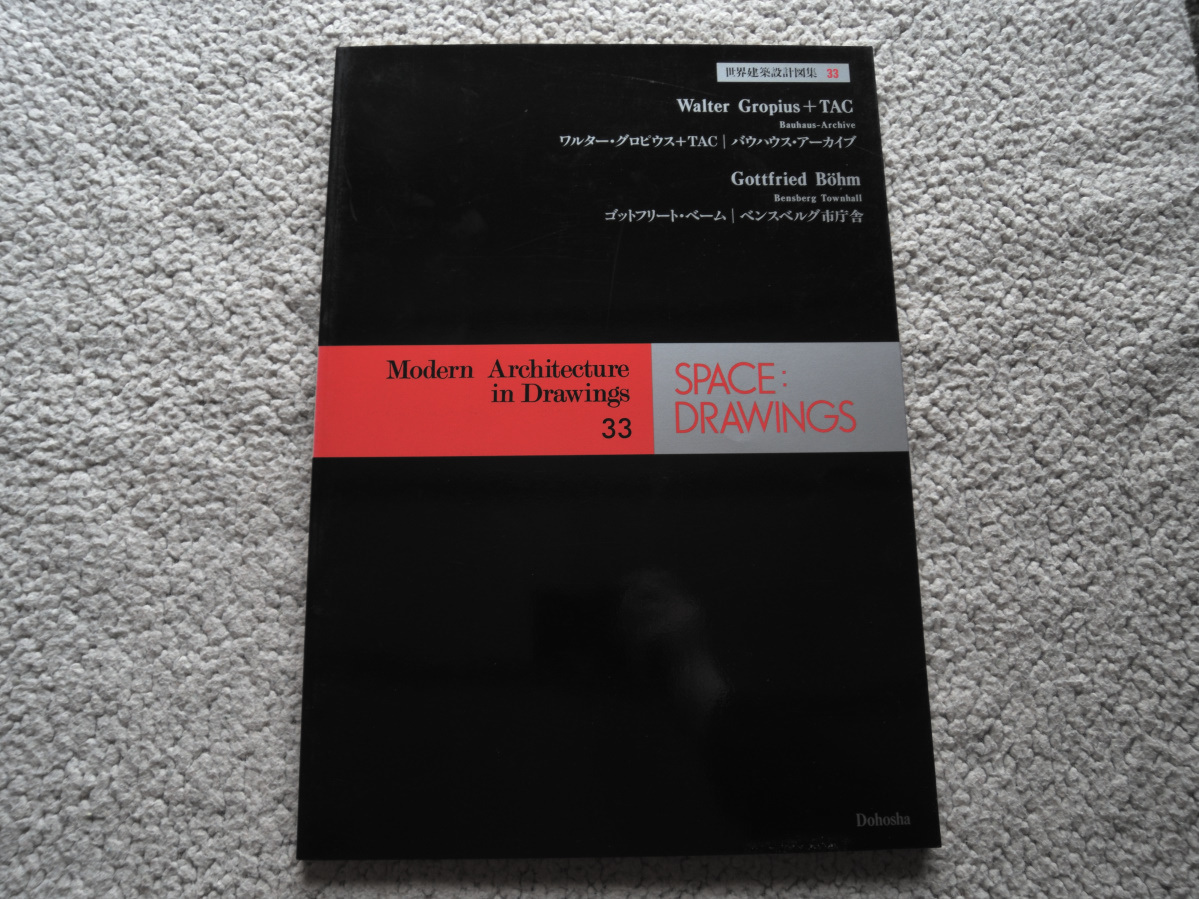 世界建築設計図集 33
Walter Gropius+TAC
Bauhaus-Archive
ワルター・グロピウス+TAC | バウハウス・アーカイブ
Gottfried Böhm
Bensberg Townhall
ゴットフリート・ベーム | ベンスベルグ市庁舎
Modern Architecture
in Drawings
33
SPACE:
DRAWINGS
Dohosha